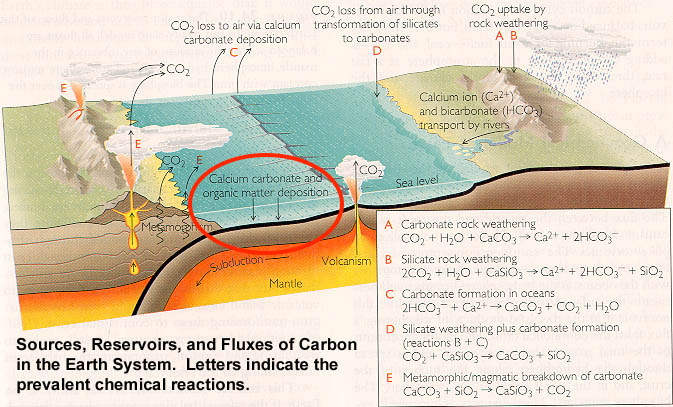 CO₂ loss to air via calcium
carbonate deposition
C
CO₂ loss from air through
transformation of silicates
to carbonates
D
CO₂ uptake by
rock weathering
A B
E
CO₂
Calcium ion (Ca²⁺)
and bicarbonate (HCO₃)
transport by rivers
E
CO₂
E
Calcium carbonate and
organic matter deposition
CO₂
Sea level
Metamorphism
Subduction
Volcanism
Mantle
A Carbonate rock weathering
CO₂ + H₂O + CaCO₃ → Ca²⁺ + 2HCO₃⁻
B Silicate rock weathering
2CO₂ + H₂O + CaSiO₃ → Ca²⁺ + 2HCO₃⁻ + SiO₂
C Carbonate formation in oceans
2HCO₃⁻ + Ca²⁺ → CaCO₃ + CO₂ + H₂O
D Silicate weathering plus carbonate formation
(reactions B + C)
CO₂ + CaSiO₃ → CaCO₃ + SiO₂
E Metamorphic/magmatic breakdown of carbonate
CaCO₃ + SiO₂ → CaSiO₃ + CO₂
Sources, Reservoirs, and Fluxes of Carbon
in the Earth System. Letters indicate the
prevalent chemical reactions.